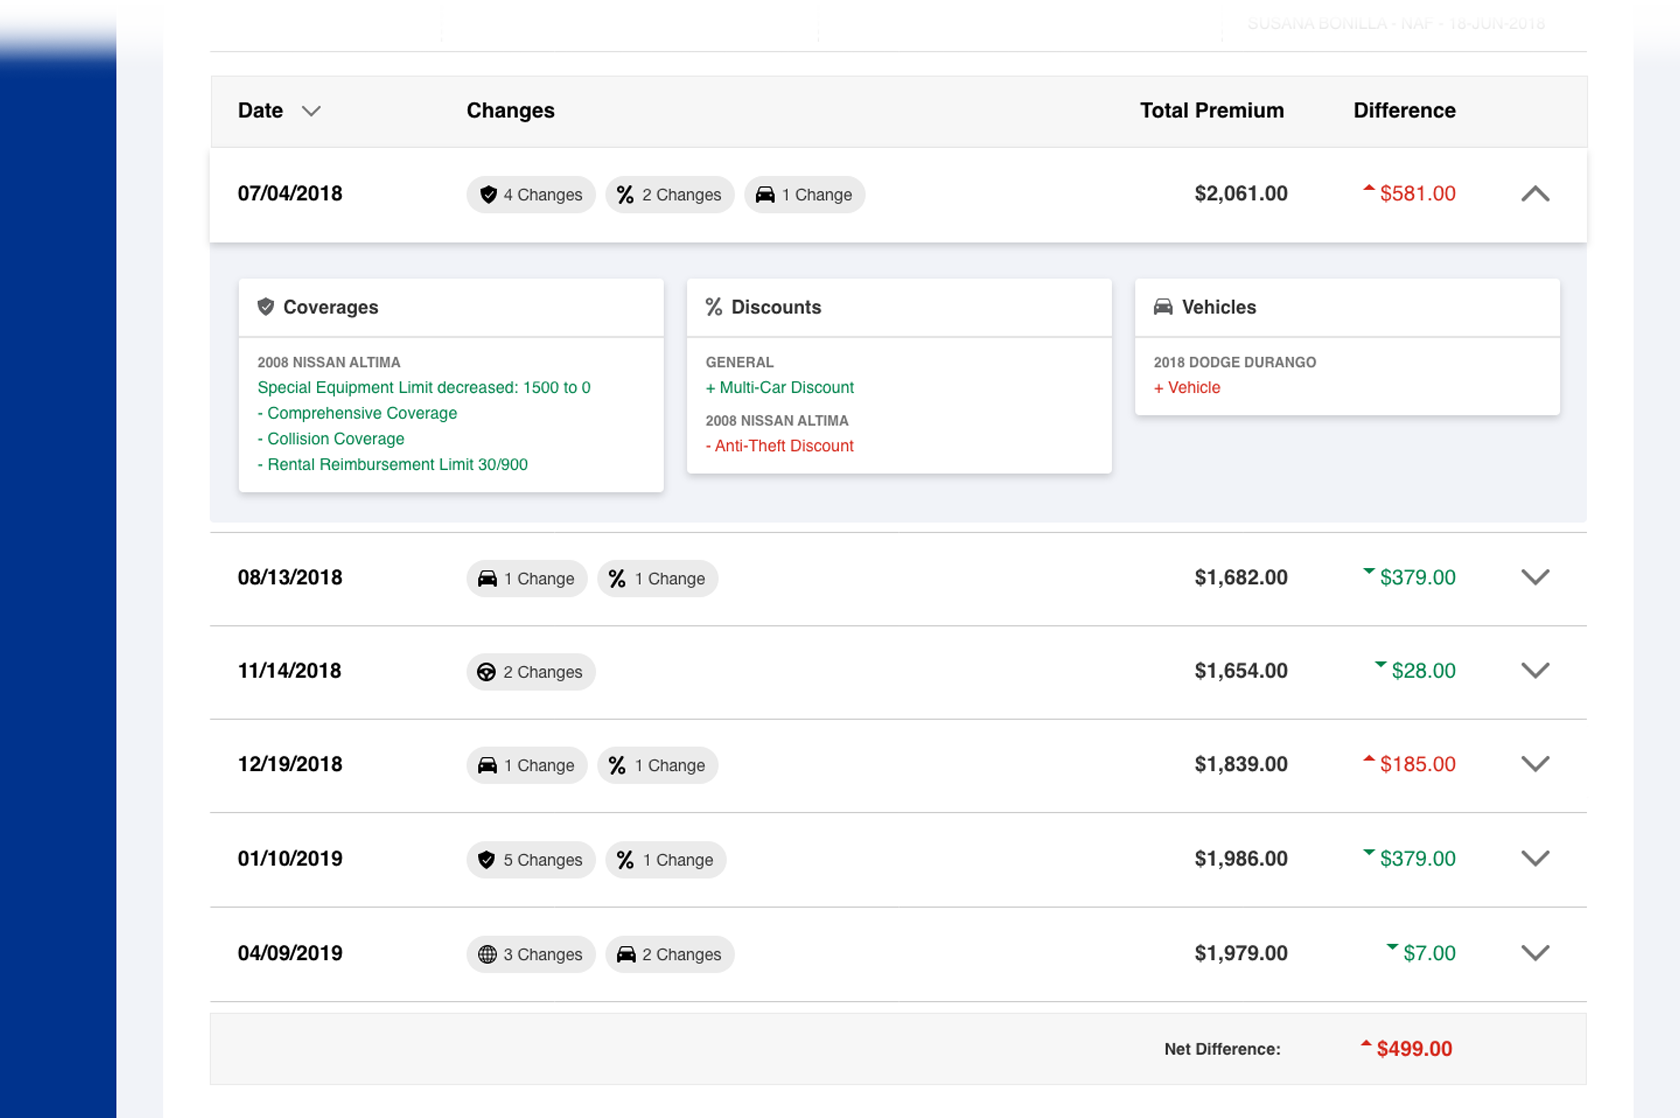 SUSANA BONILLA - NAF - 18-JUN-2018
Date Changes Total Premium Difference
07/04/2018 4 Changes 2 Changes 1 Change $2,061.00 $581.00
Coverages
2008 NISSAN ALTIMA
Special Equipment Limit decreased: 1500 to 0
- Comprehensive Coverage
- Collision Coverage
- Rental Reimbursement Limit 30/900
Discounts
GENERAL
+ Multi-Car Discount
2008 NISSAN ALTIMA
- Anti-Theft Discount
Vehicles
2018 DODGE DURANGO
+ Vehicle
08/13/2018 1 Change 1 Change $1,682.00 $379.00
11/14/2018 2 Changes $1,654.00 $28.00
12/19/2018 1 Change 1 Change $1,839.00 $185.00
01/10/2019 5 Changes 1 Change $1,986.00 $379.00
04/09/2019 3 Changes 2 Changes $1,979.00 $7.00
Net Difference: $499.00